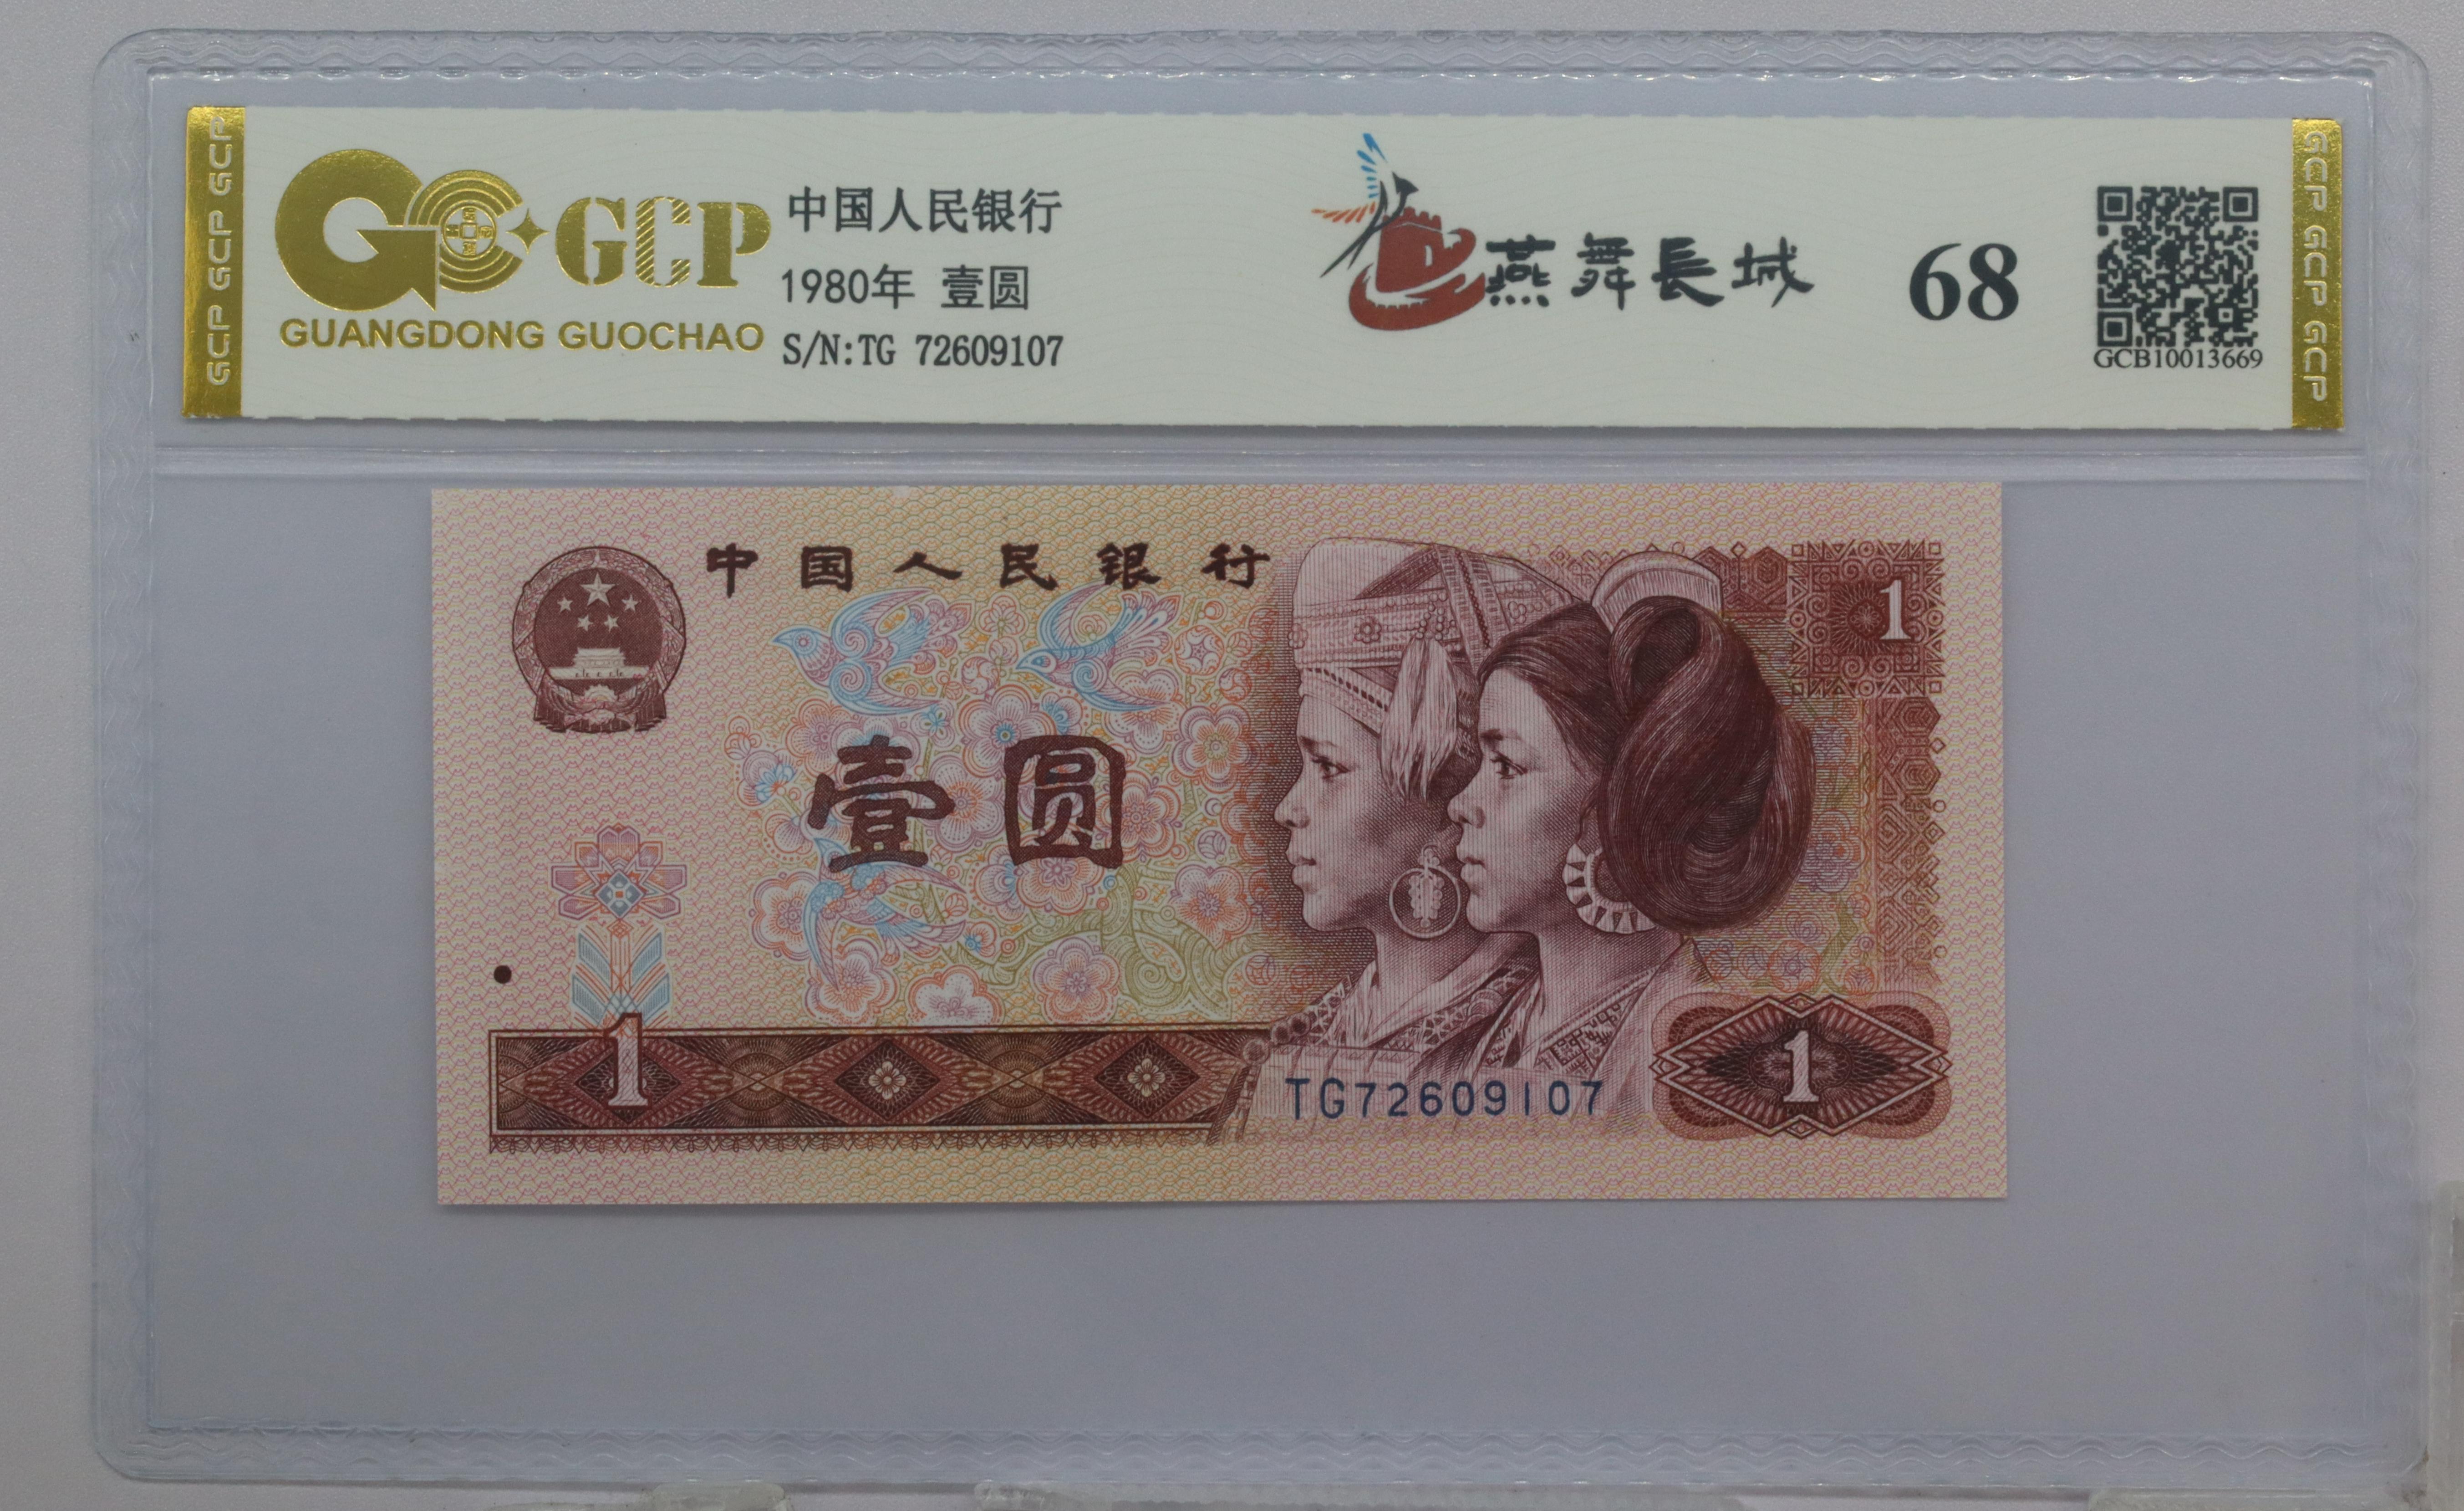 GCP GCP GCP
GCP
GUANGDONG GUOCHAO
中国人民银行
1980年 壹圆
S/N:TG 72609107
燕舞長城
68
GCB10013669
GCP GCP GCP
中国人民银行
1
壹圆
1
TG72609107
1